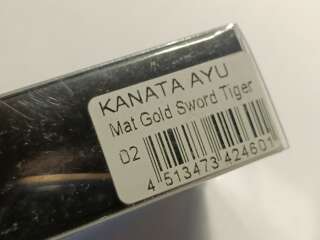 KANATA AYU
Mat Gold Sword Tiger
02
4 513473 424601